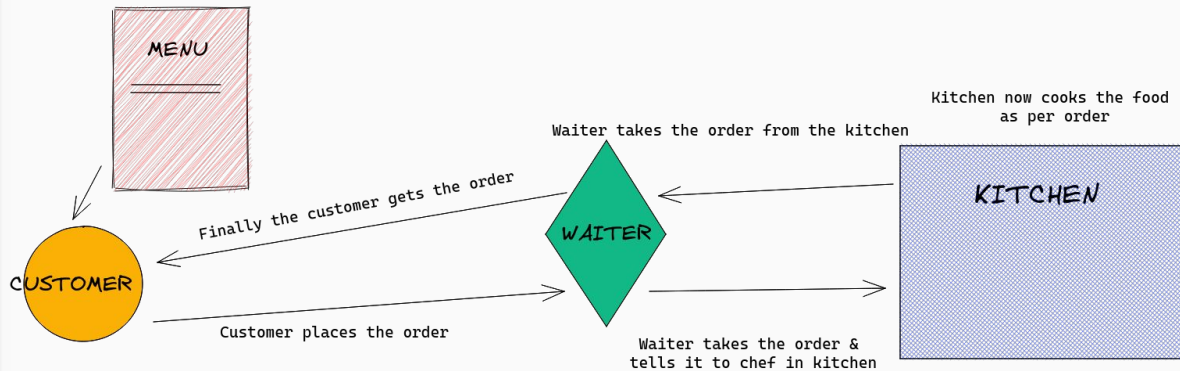 MENU
Kitchen now cooks the food
as per order
Waiter takes the order from the kitchen
KITCHEN
Finally the customer gets the order
WAITER
CUSTOMER
Customer places the order
Waiter takes the order &
tells it to chef in kitchen